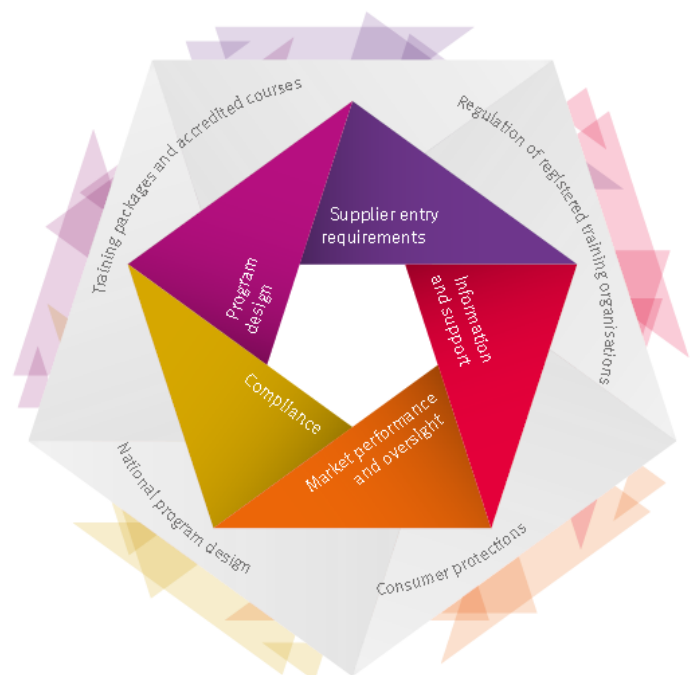 Training packages and accredited courses
Regulation of registered training organisations
Supplier entry
requirements
Program
design
Information
and support
Compliance
Market performance
and oversight
National program design
Consumer protections